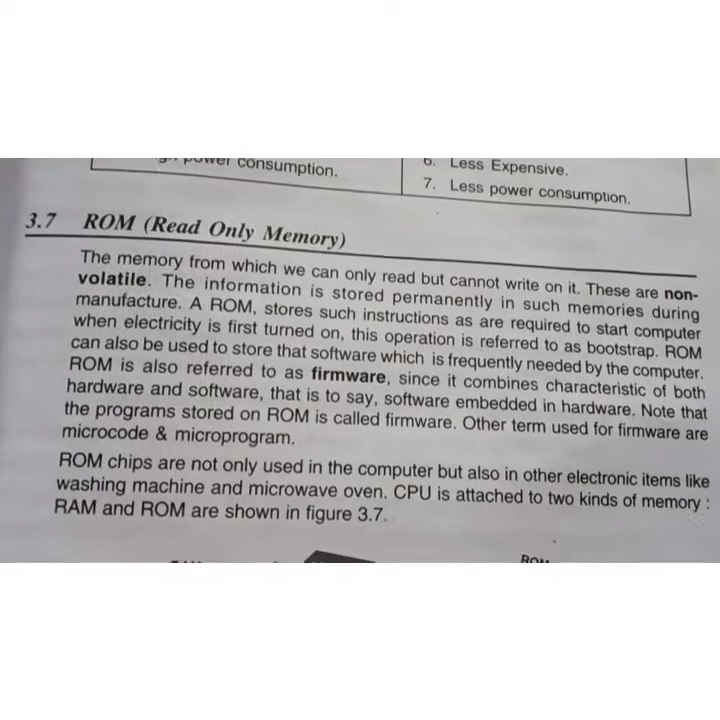 power consumption.
6. Less Expensive.
7. Less power consumption.
3.7 ROM (Read Only Memory)
The memory from which we can only read but cannot write on it. These are non-
volatile. The information is stored permanently in such memories during
manufacture. A ROM, stores such instructions as are required to start computer
when electricity is first turned on, this operation is referred to as bootstrap. ROM
can also be used to store that software which is frequently needed by the computer.
ROM is also referred to as firmware, since it combines characteristic of both
hardware and software, that is to say, software embedded in hardware. Note that
the programs stored on ROM is called firmware. Other term used for firmware are
microcode & microprogram.
ROM chips are not only used in the computer but also in other electronic items like
washing machine and microwave oven. CPU is attached to two kinds of memory :
RAM and ROM are shown in figure 3.7.